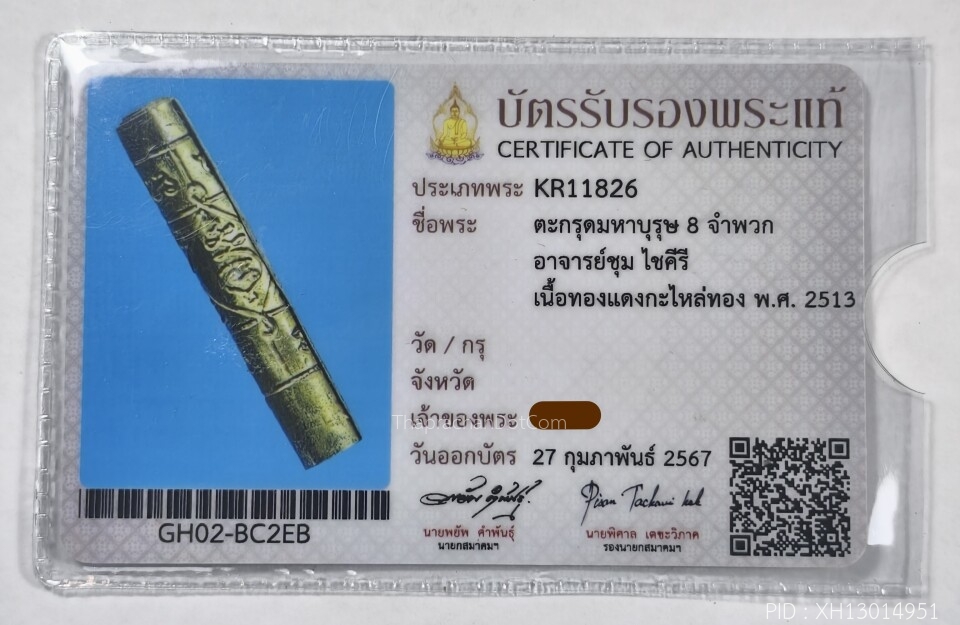 บัตรรับรองพระแท้
CERTIFICATE OF AUTHENTICITY
ประเภทพระ KR11826
ชื่อพระ ตะกรุดมหาบุรุษ 8 จำพวก
อาจารย์ชุม ไชคีรี
เนื้อทองแดงกะไหล่ทอง พ.ศ. 2513
วัด / กรุ
จังหวัด
เจ้าของพระ
วันออกบัตร 27 กุมภาพันธ์ 2567
GH02-BC2EB
นายพยัพ คำพันธุ์
นายกสมาคมฯ
นายพิศาล เตชะวิภาค
รองนายกสมาคมฯ
PID : XH13014951